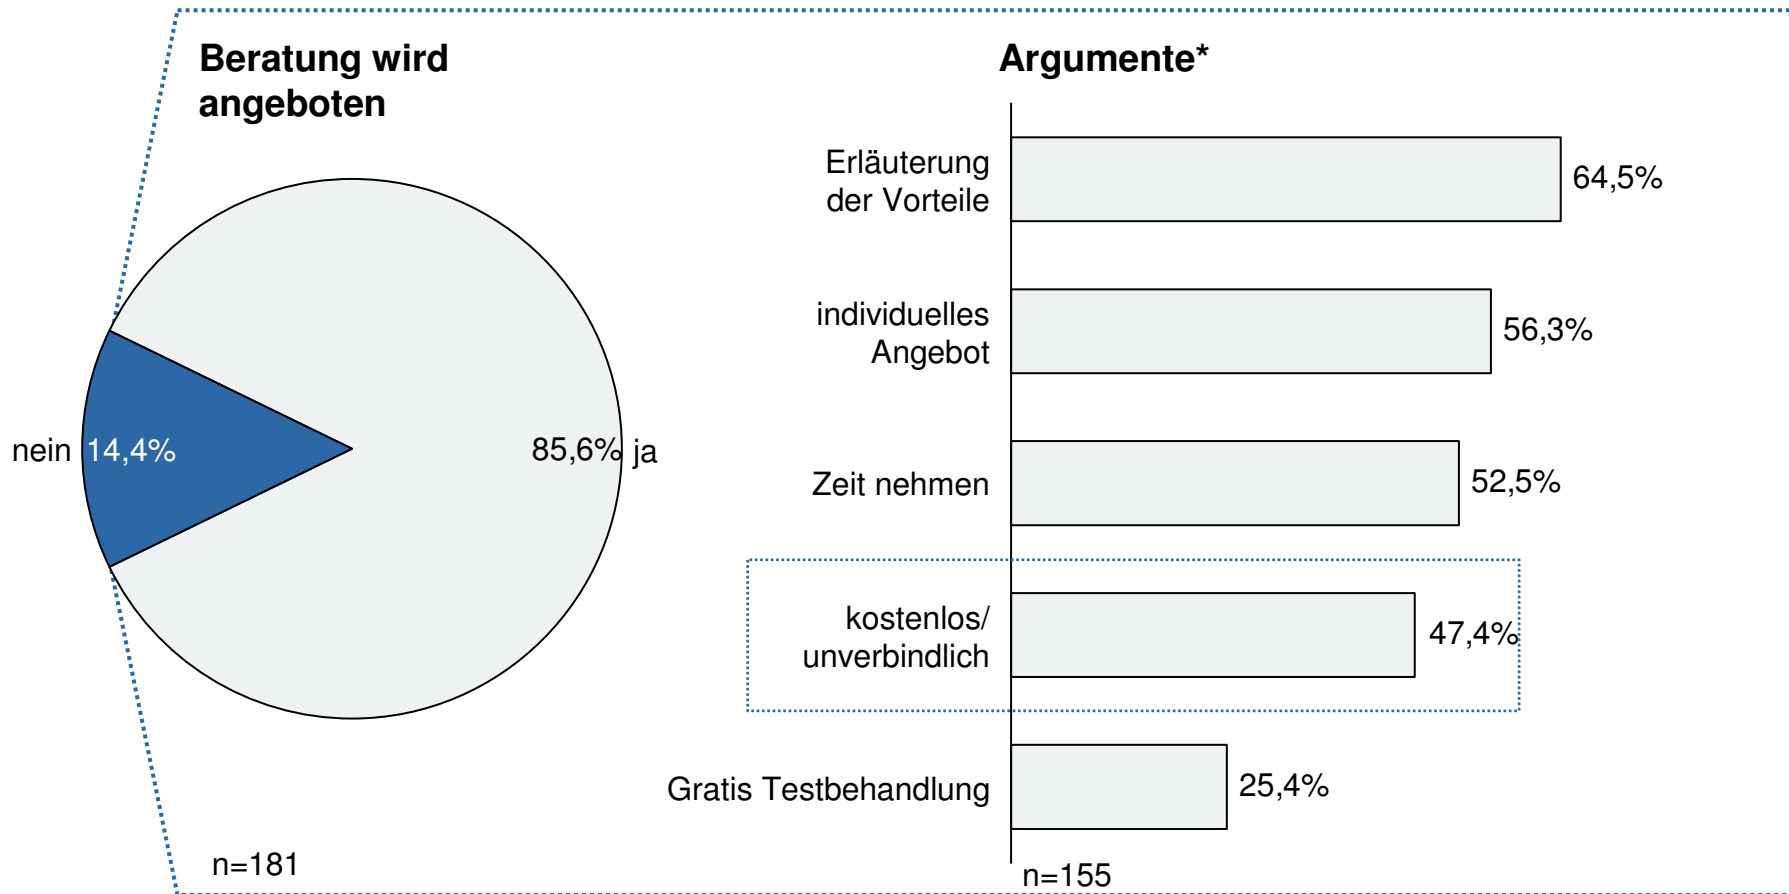 Beratung wird
angeboten
nein 14,4%
85,6% ja
n=181
Argumente*
Erläuterung
der Vorteile
64,5%
individuelles
Angebot
56,3%
Zeit nehmen
52,5%
kostenlos/
unverbindlich
47,4%
Gratis Testbehandlung
25,4%
n=155